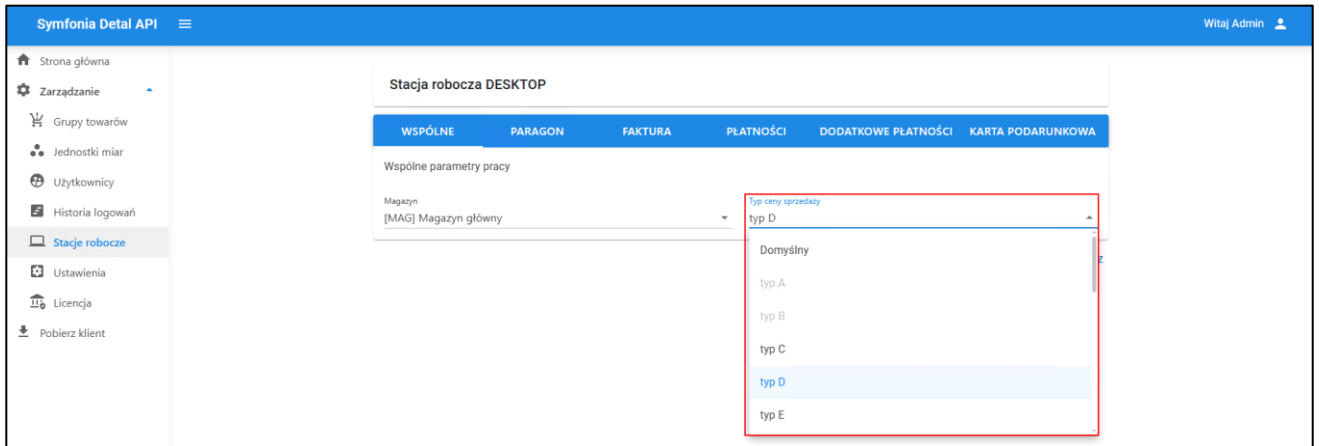 Symfonia Detal API
Witaj Admin
Strona główna
Zarządzanie
Grupy towarów
Jednostki miar
Użytkownicy
Historia logowań
Stacje robocze
Ustawienia
Licencja
Pobierz klient
Stacja robocza DESKTOP
WSPÓLNE PARAGON FAKTURA PŁATNOŚCI DODATKOWE PŁATNOŚCI KARTA PODARUNKOWA
Wspólne parametry pracy
Magazyn
[MAG] Magazyn główny
Typ ceny sprzedaży
typ D
Domyślny
typ A
typ B
typ C
typ D
typ E